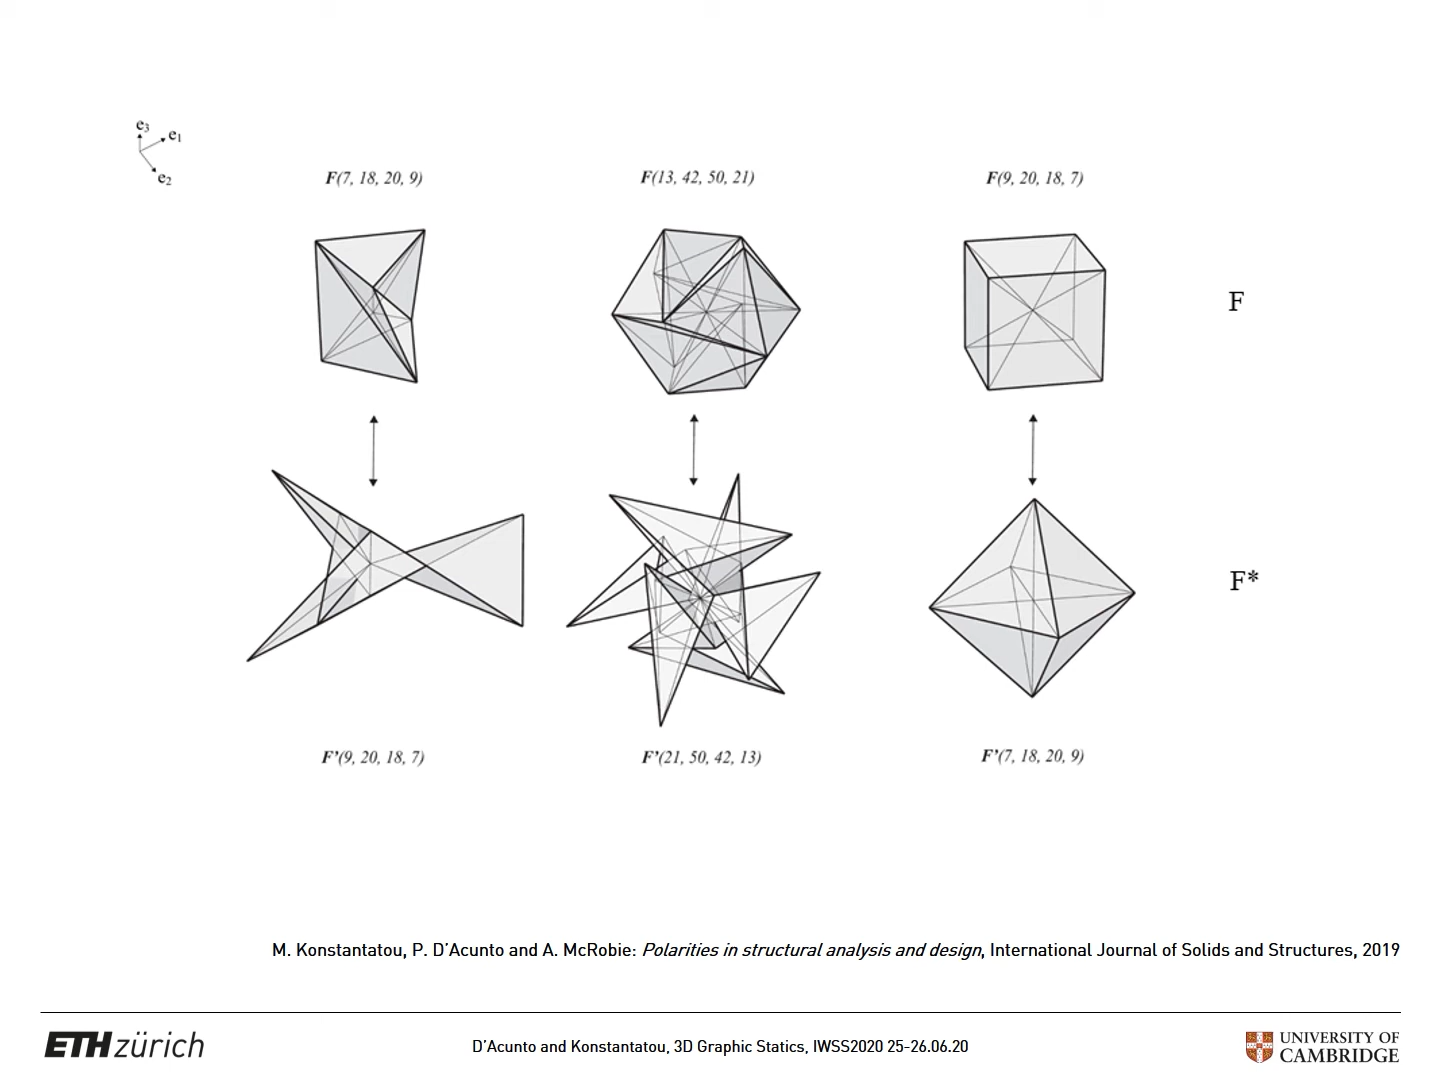 e3
e1
e2
F(7, 18, 20, 9) F(13, 42, 50, 21) F(9, 20, 18, 7)
F
F*
F'(9, 20, 18, 7) F'(21, 50, 42, 13) F'(7, 18, 20, 9)
M. Konstantatou, P. D'Acunto and A. McRobie: Polarities in structural analysis and design, International Journal of Solids and Structures, 2019
ETH zürich
D'Acunto and Konstantatou, 3D Graphic Statics, IWSS2020 25-26.06.20
UNIVERSITY OF
CAMBRIDGE